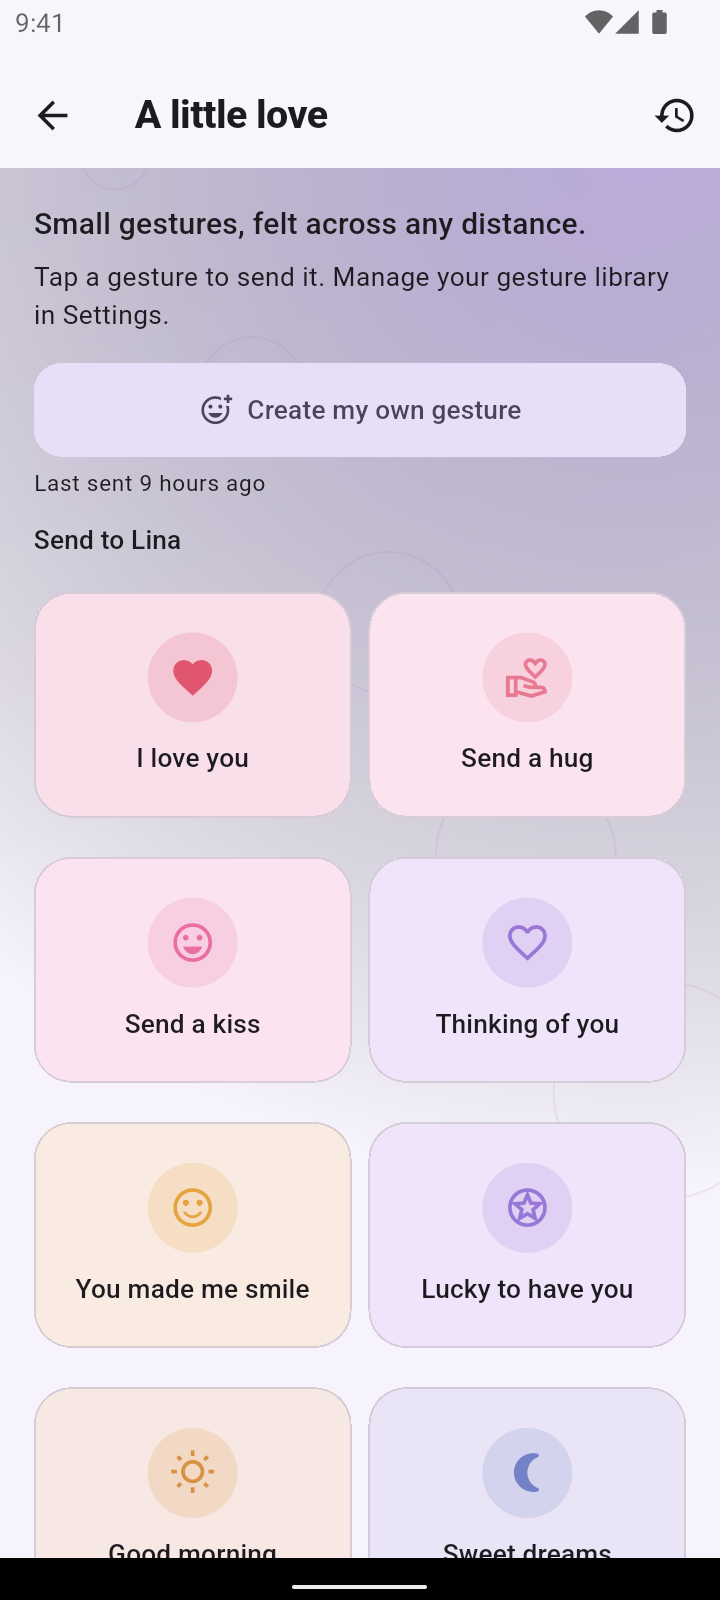 9:41
A little love
Small gestures, felt across any distance.
Tap a gesture to send it. Manage your gesture library
in Settings.
Create my own gesture
Last sent 9 hours ago
Send to Lina
I love you
Send a hug
Send a kiss
Thinking of you
You made me smile
Lucky to have you
Good morning
Sweet dreams